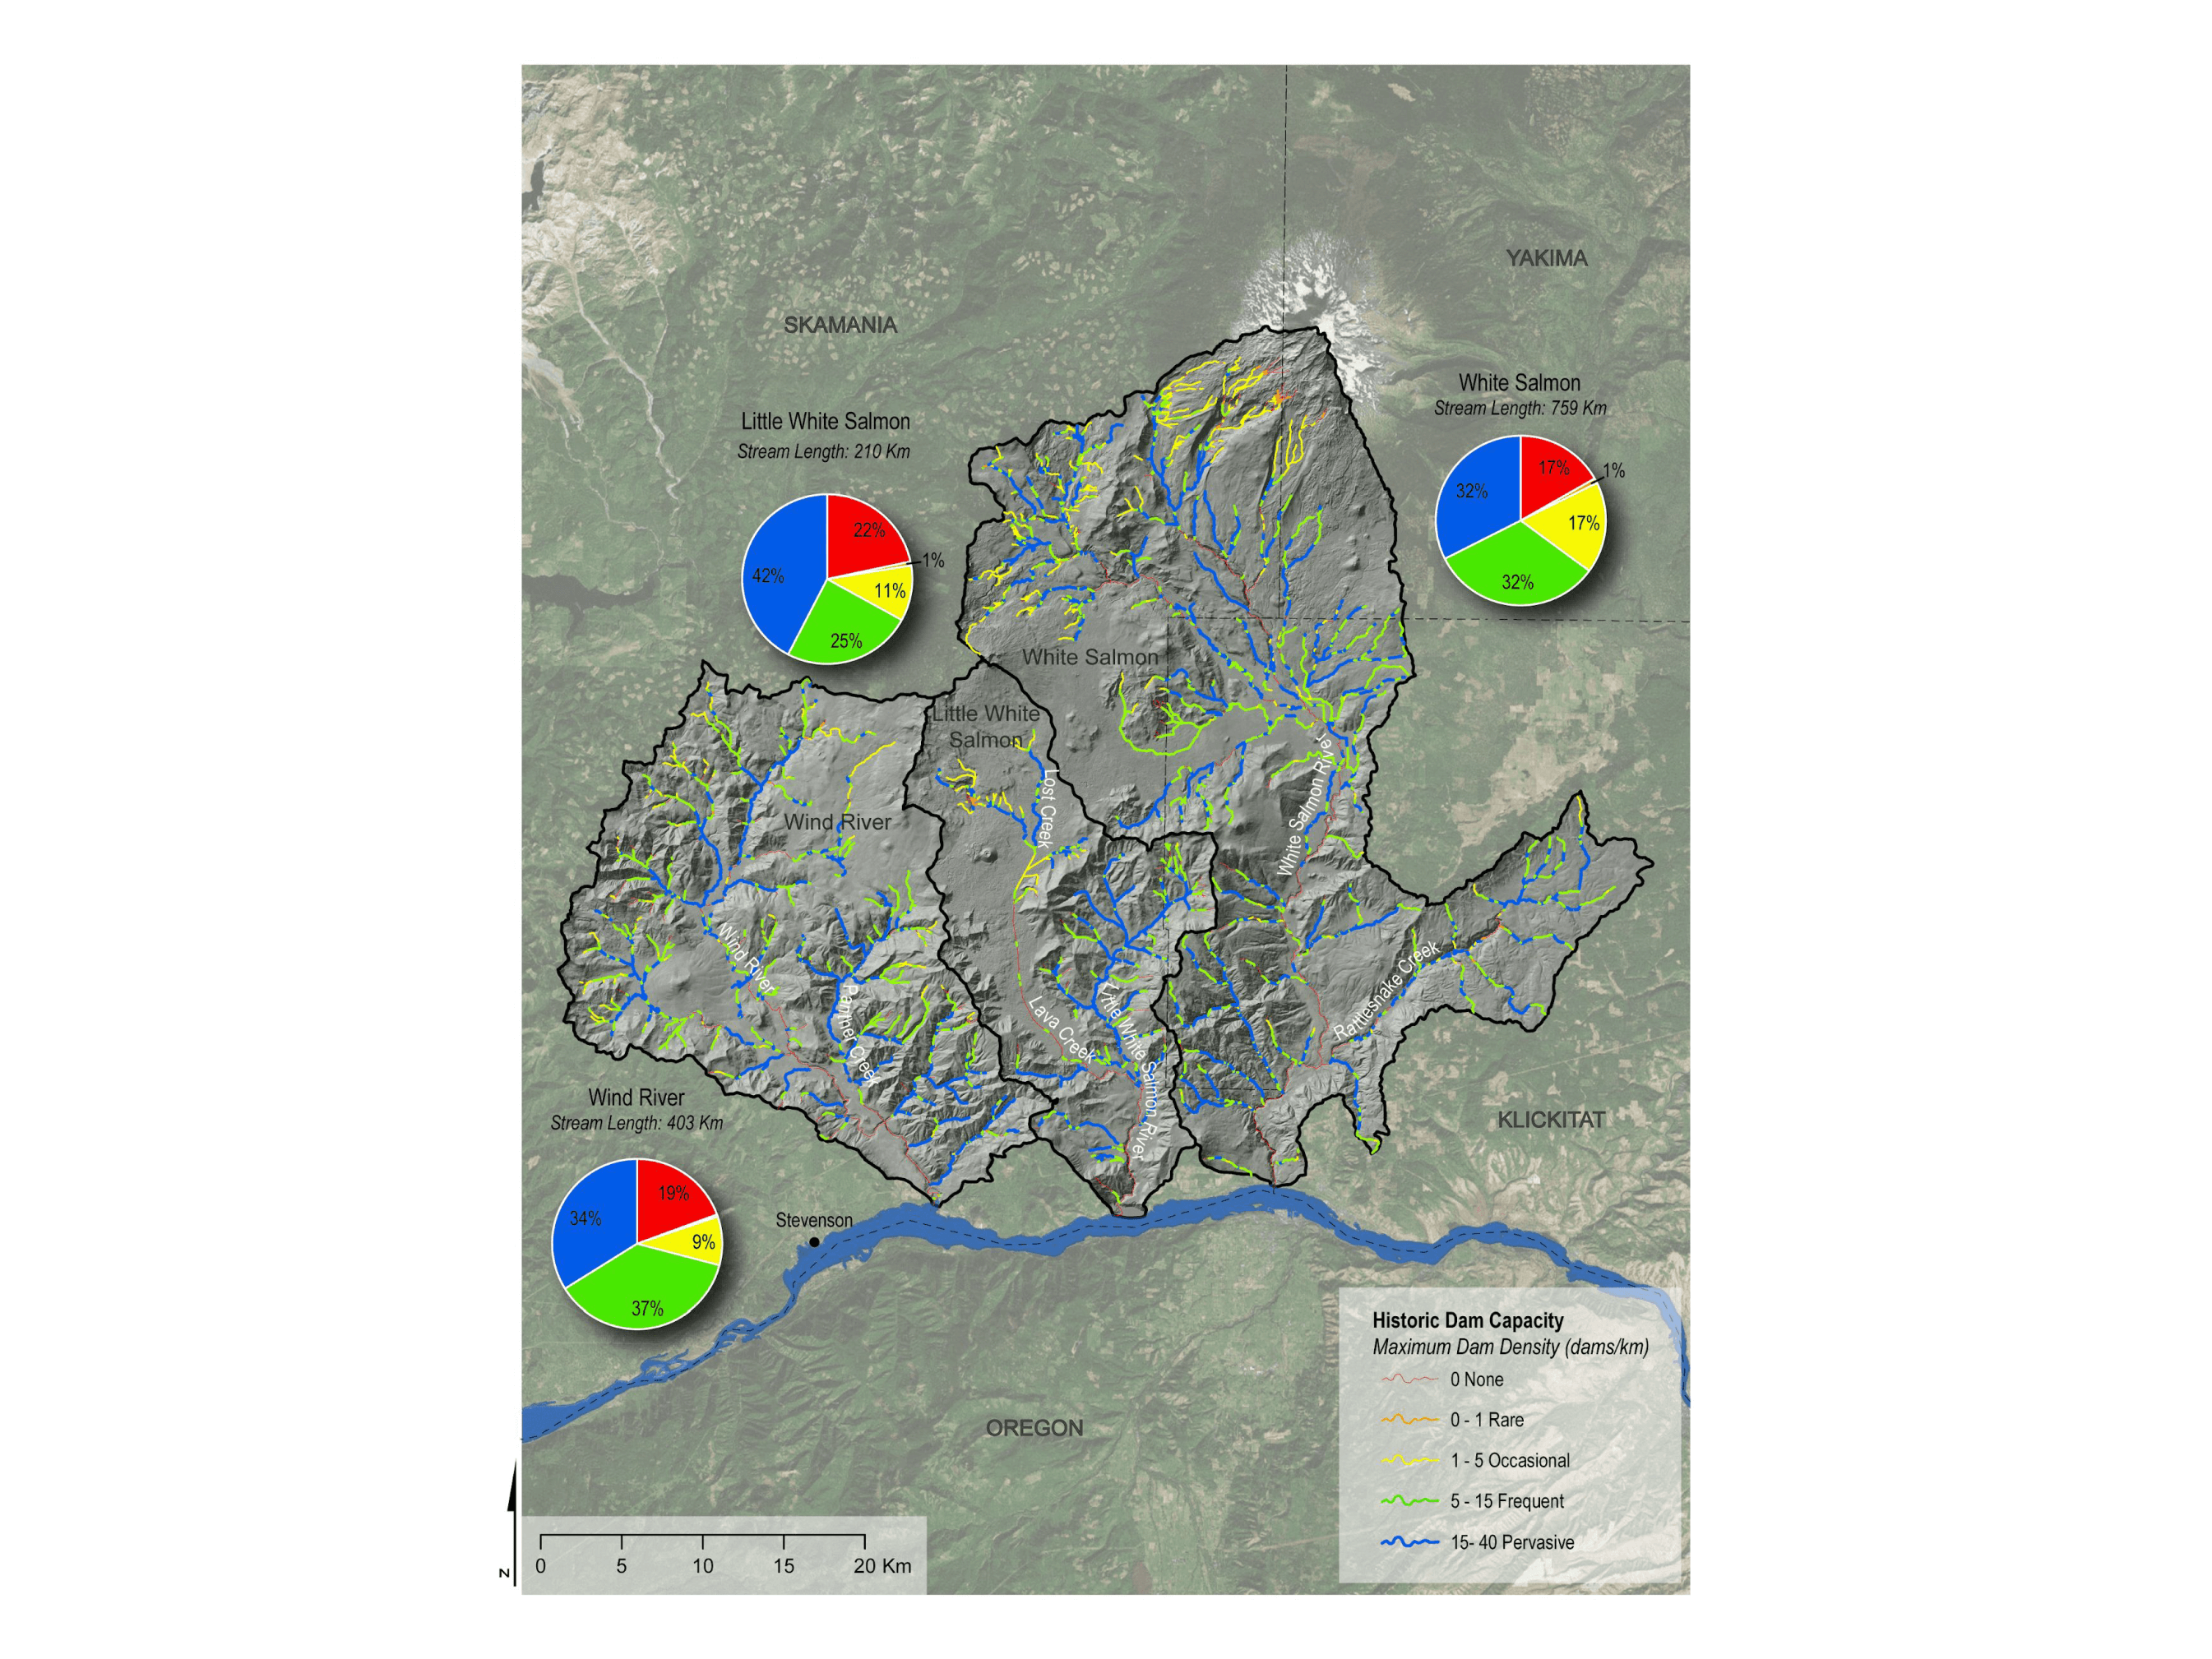 YAKIMA
SKAMANIA
White Salmon
Stream Length: 759 Km
17%
1%
17%
32%
32%
Little White Salmon
Stream Length: 210 Km
22%
1%
11%
25%
42%
White Salmon
Little White
Salmon
Lost Creek
White Salmon River
Wind River
Wind River
Panther Creek
Lava Creek
Little White Salmon River
Rattlesnake Creek
KLICKITAT
Wind River
Stream Length: 403 Km
19%
9%
37%
34%
Stevenson
OREGON
Historic Dam Capacity
Maximum Dam Density (dams/km)
0 None
0 - 1 Rare
1 - 5 Occasional
5 - 15 Frequent
15- 40 Pervasive
0 5 10 15 20 Km
N